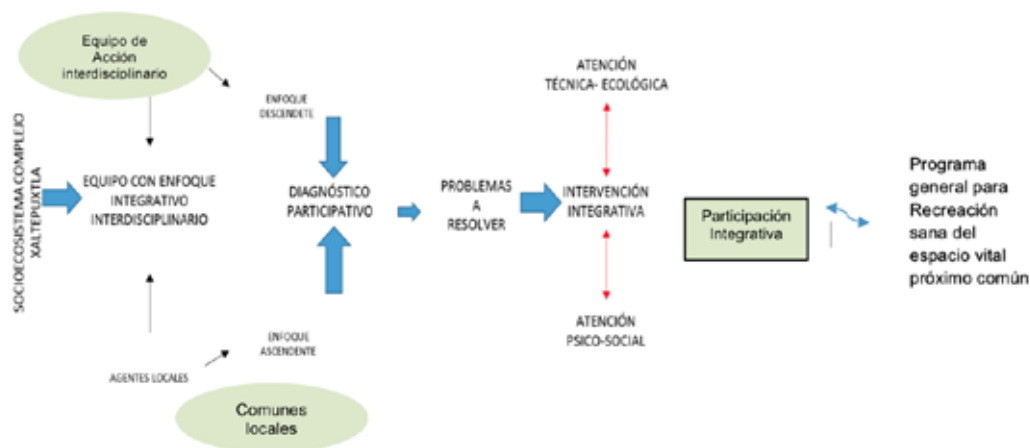 Equipo de
Acción
interdisciplinario
SOCIOECOSISTEMA COMPLEJO
XALTEPUXTLA
EQUIPO CON ENFOQUE
INTEGRATIVO
INTERDISCIPLINARIO
AGENTES LOCALES
ENFOQUE
DESCENDETE
DIAGNÓSTICO
PARTICIPATIVO
ENFOQUE
ASCENDENTE
Comunes
locales
PROBLEMAS
A
RESOLVER
ATENCIÓN
TÉCNICA- ECOLÓGICA
INTERVENCIÓN
INTEGRATIVA
ATENCIÓN
PSICO-SOCIAL
Participación
Integrativa
Programa
general para
Recreación
sana del
espacio vital
próximo común